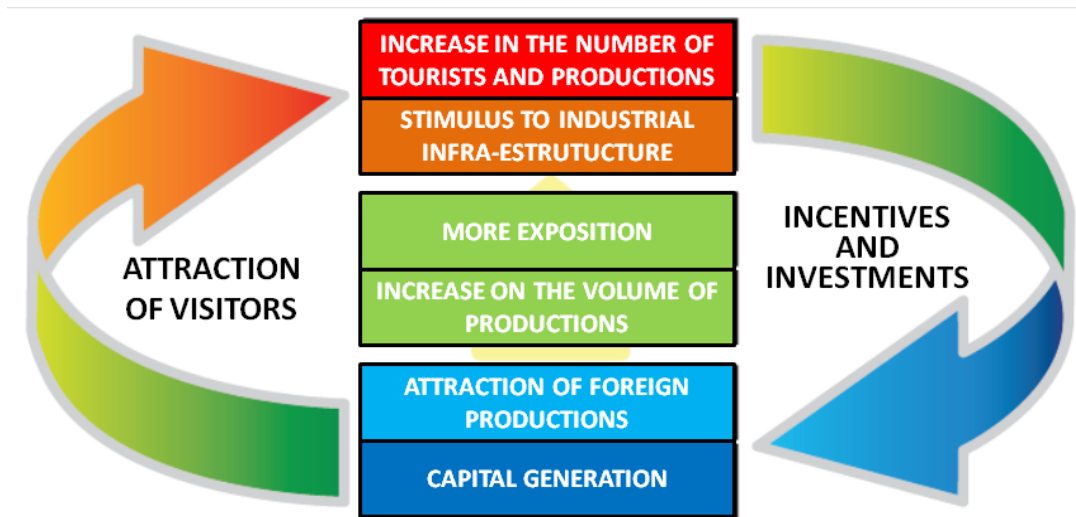 INCREASE IN THE NUMBER OF
TOURISTS AND PRODUCTIONS
STIMULUS TO INDUSTRIAL
INFRA-ESTRUTUCTURE
MORE EXPOSITION
INCREASE ON THE VOLUME OF
PRODUCTIONS
ATTRACTION OF FOREIGN
PRODUCTIONS
CAPITAL GENERATION
ATTRACTION
OF VISITORS
INCENTIVES
AND
INVESTMENTS